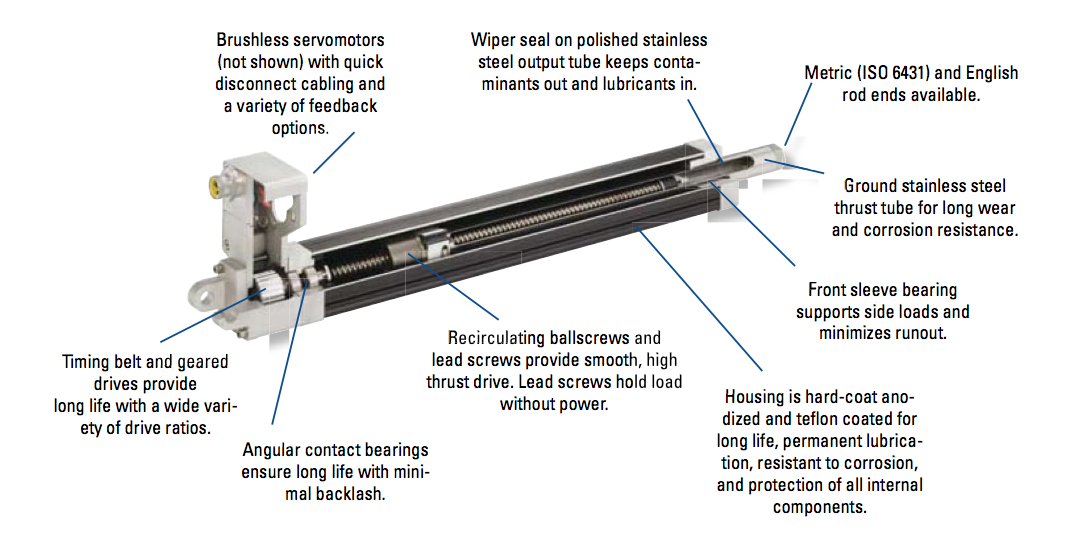 Brushless servomotors
(not shown) with quick
disconnect cabling and
a variety of feedback
options.
Wiper seal on polished stainless
steel output tube keeps conta-
minants out and lubricants in.
Metric (ISO 6431) and English
rod ends available.
Ground stainless steel
thrust tube for long wear
and corrosion resistance.
Front sleeve bearing
supports side loads and
minimizes runout.
Housing is hard-coat ano-
dized and teflon coated for
long life, permanent lubrica-
tion, resistant to corrosion,
and protection of all internal
components.
Recirculating ballscrews and
lead screws provide smooth, high
thrust drive. Lead screws hold load
without power.
Angular contact bearings
ensure long life with mini-
mal backlash.
Timing belt and geared
drives provide
long life with a wide vari-
ety of drive ratios.